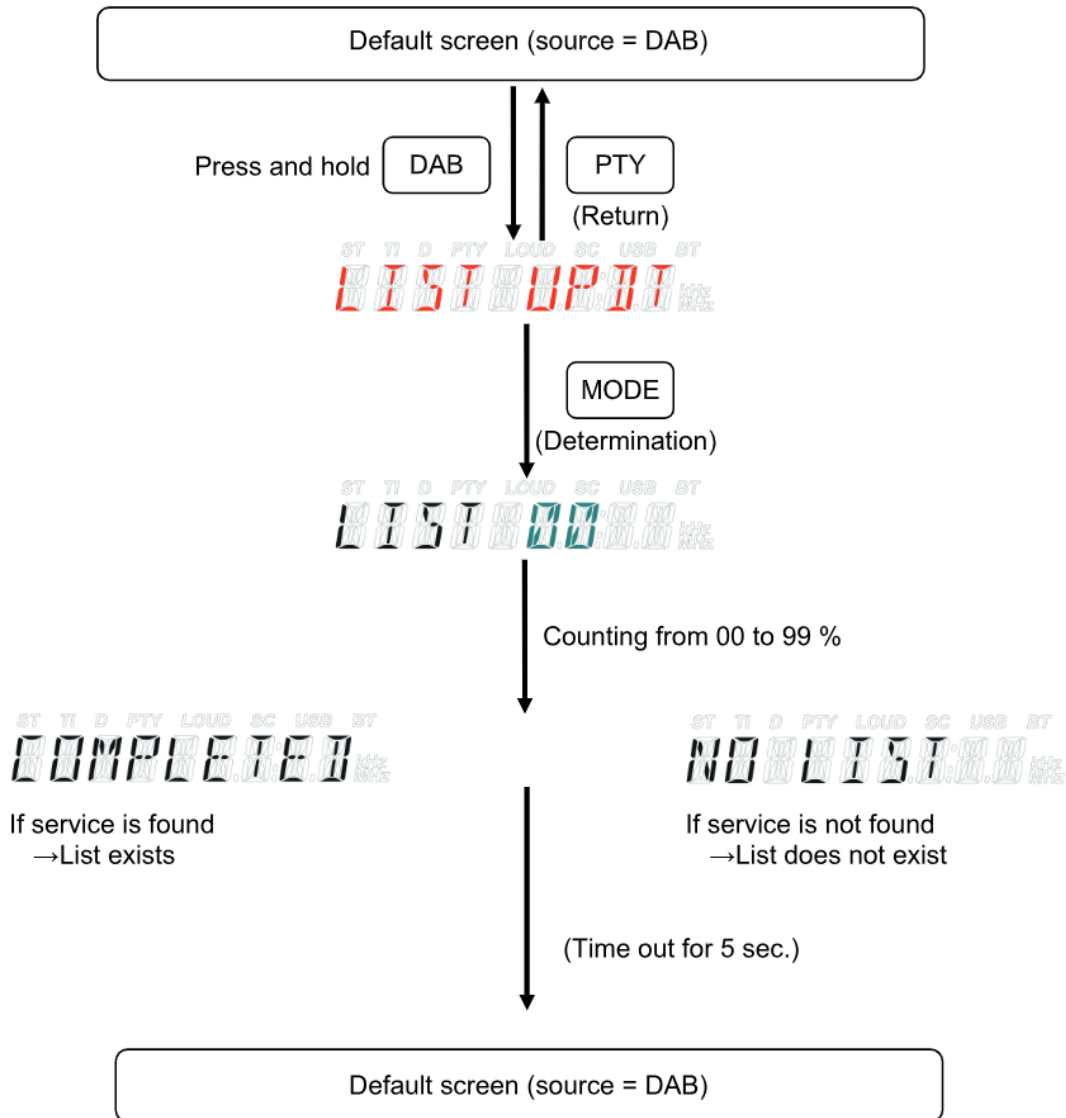 Default screen (source = DAB)
Press and hold DAB PTY
(Return)
ST TI D PTY LOUD SC USB BT
LIST UPDT kHz
MHz
MODE
(Determination)
ST TI D PTY LOUD SC USB BT
LIST 00 kHz
MHz
Counting from 00 to 99 %
ST TI D PTY LOUD SC USB BT
COMPLETED kHz
MHz
If service is found
→List exists
ST TI D PTY LOUD SC USB BT
NO LIST kHz
MHz
If service is not found
→List does not exist
(Time out for 5 sec.)
Default screen (source = DAB)